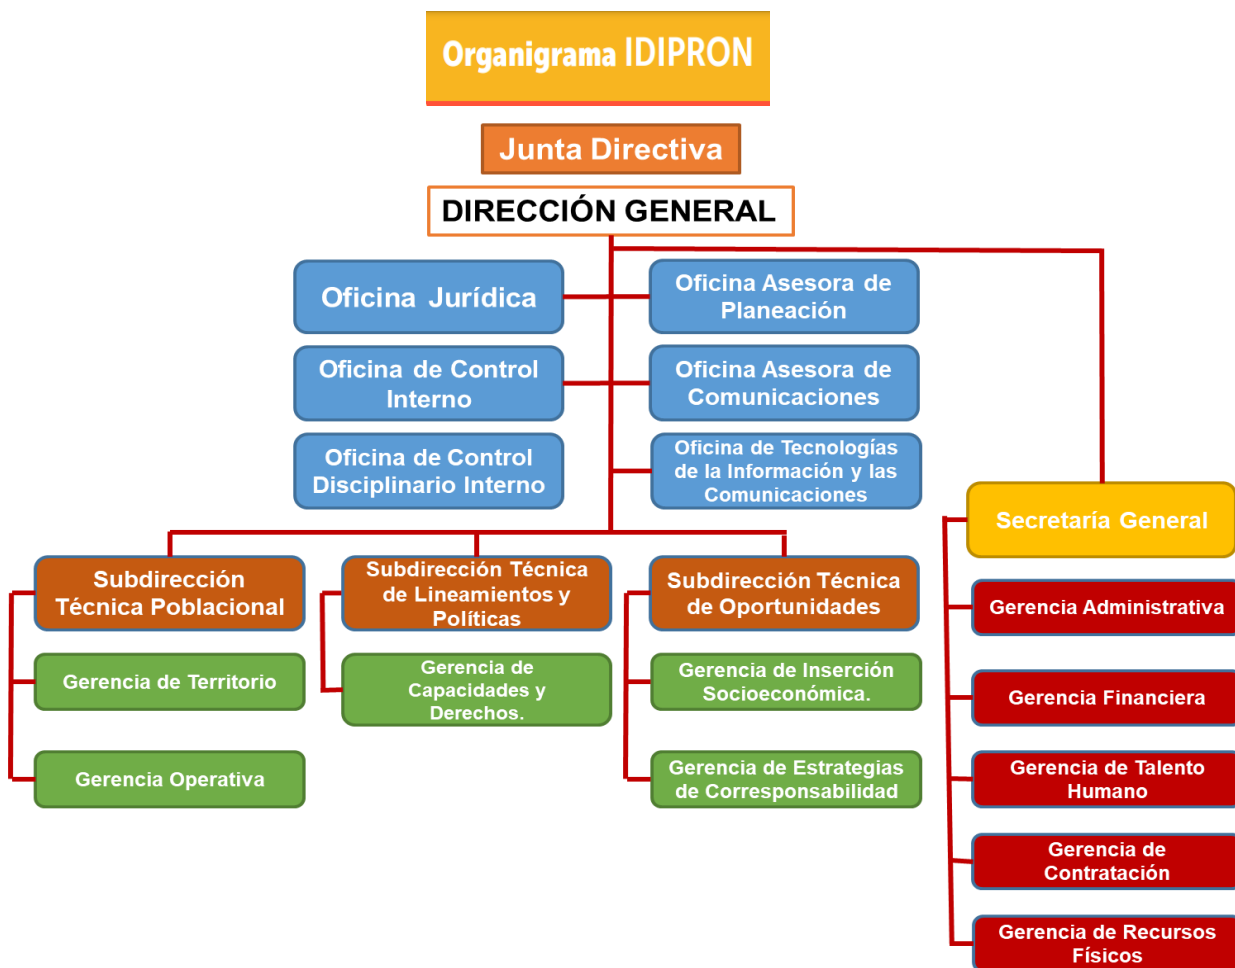 Organigrama IDIPRON
Junta Directiva
DIRECCIÓN GENERAL
Oficina Jurídica
Oficina Asesora de
Planeación
Oficina de Control
Interno
Oficina Asesora de
Comunicaciones
Oficina de Control
Disciplinario Interno
Oficina de Tecnologías
de la Información y las
Comunicaciones
Secretaría General
Subdirección
Técnica Poblacional
Subdirección Técnica
de Lineamientos y
Políticas
Subdirección Técnica
de Oportunidades
Gerencia de Territorio
Gerencia Operativa
Gerencia de
Capacidades y
Derechos.
Gerencia de Inserción
Socioeconómica.
Gerencia de Estrategias
de Corresponsabilidad
Gerencia Administrativa
Gerencia Financiera
Gerencia de Talento
Humano
Gerencia de
Contratación
Gerencia de Recursos
Físicos